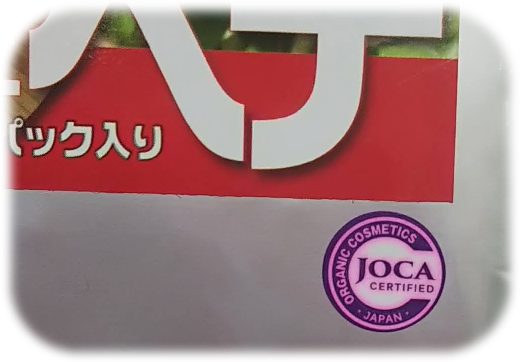 パック入り
ORGANIC COSMETICS
JOCA
CERTIFIED
・JAPAN・